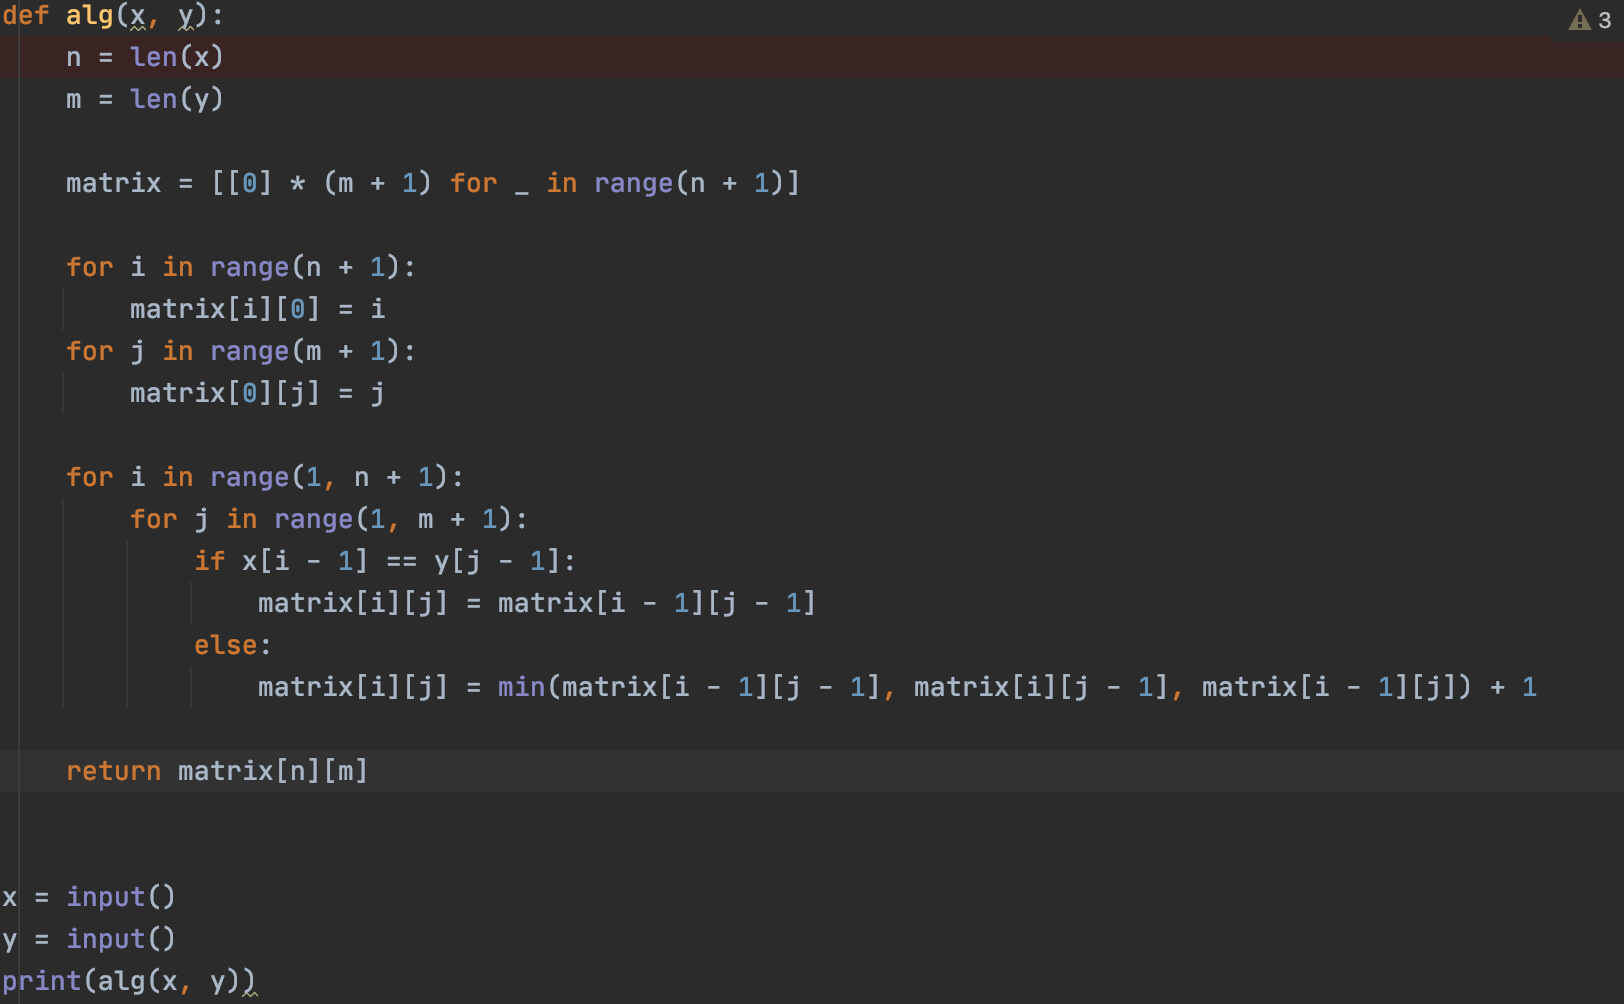 def alg(x, y):
⚠ 3
    n = len(x)
    m = len(y)

    matrix = [[0] * (m + 1) for _ in range(n + 1)]

    for i in range(n + 1):
        matrix[i][0] = i
    for j in range(m + 1):
        matrix[0][j] = j

    for i in range(1, n + 1):
        for j in range(1, m + 1):
            if x[i - 1] == y[j - 1]:
                matrix[i][j] = matrix[i - 1][j - 1]
            else:
                matrix[i][j] = min(matrix[i - 1][j - 1], matrix[i][j - 1], matrix[i - 1][j]) + 1

    return matrix[n][m]


x = input()
y = input()
print(alg(x, y))